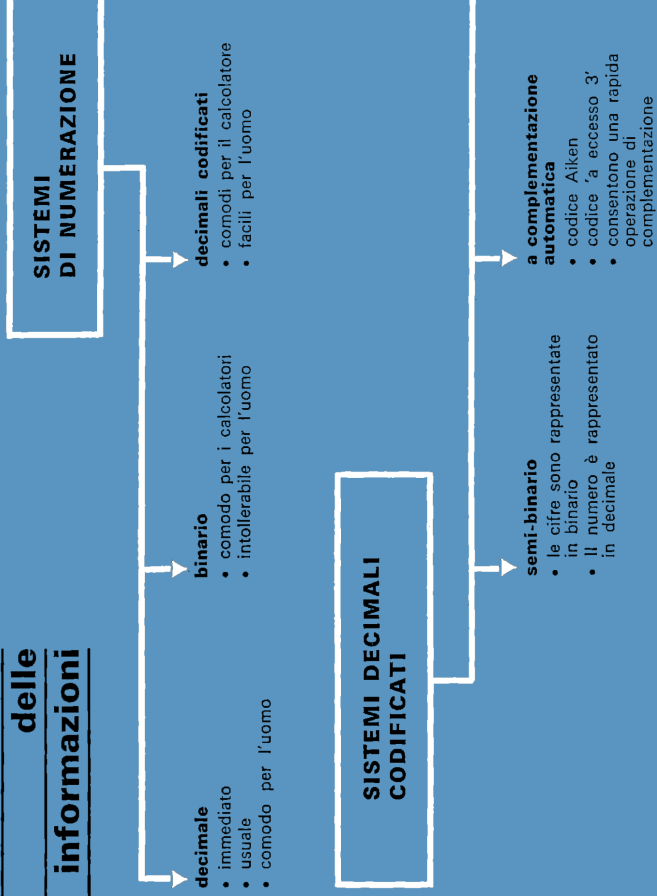 delle
informazioni
SISTEMI
DI NUMERAZIONE
decimale
• immediato
• usuale
• comodo per l'uomo
binario
• comodo per i calcolatori
• intollerabile per l'uomo
decimali codificati
• comodi per il calcolatore
• facili per l'uomo
SISTEMI DECIMALI
CODIFICATI
semi-binario
• le cifre sono rappresentate
in binario
• Il numero è rappresentato
in decimale
a complementazione
automatica
• codice Aiken
• codice 'a eccesso 3'
• consentono una rapida
operazione di
complementazione